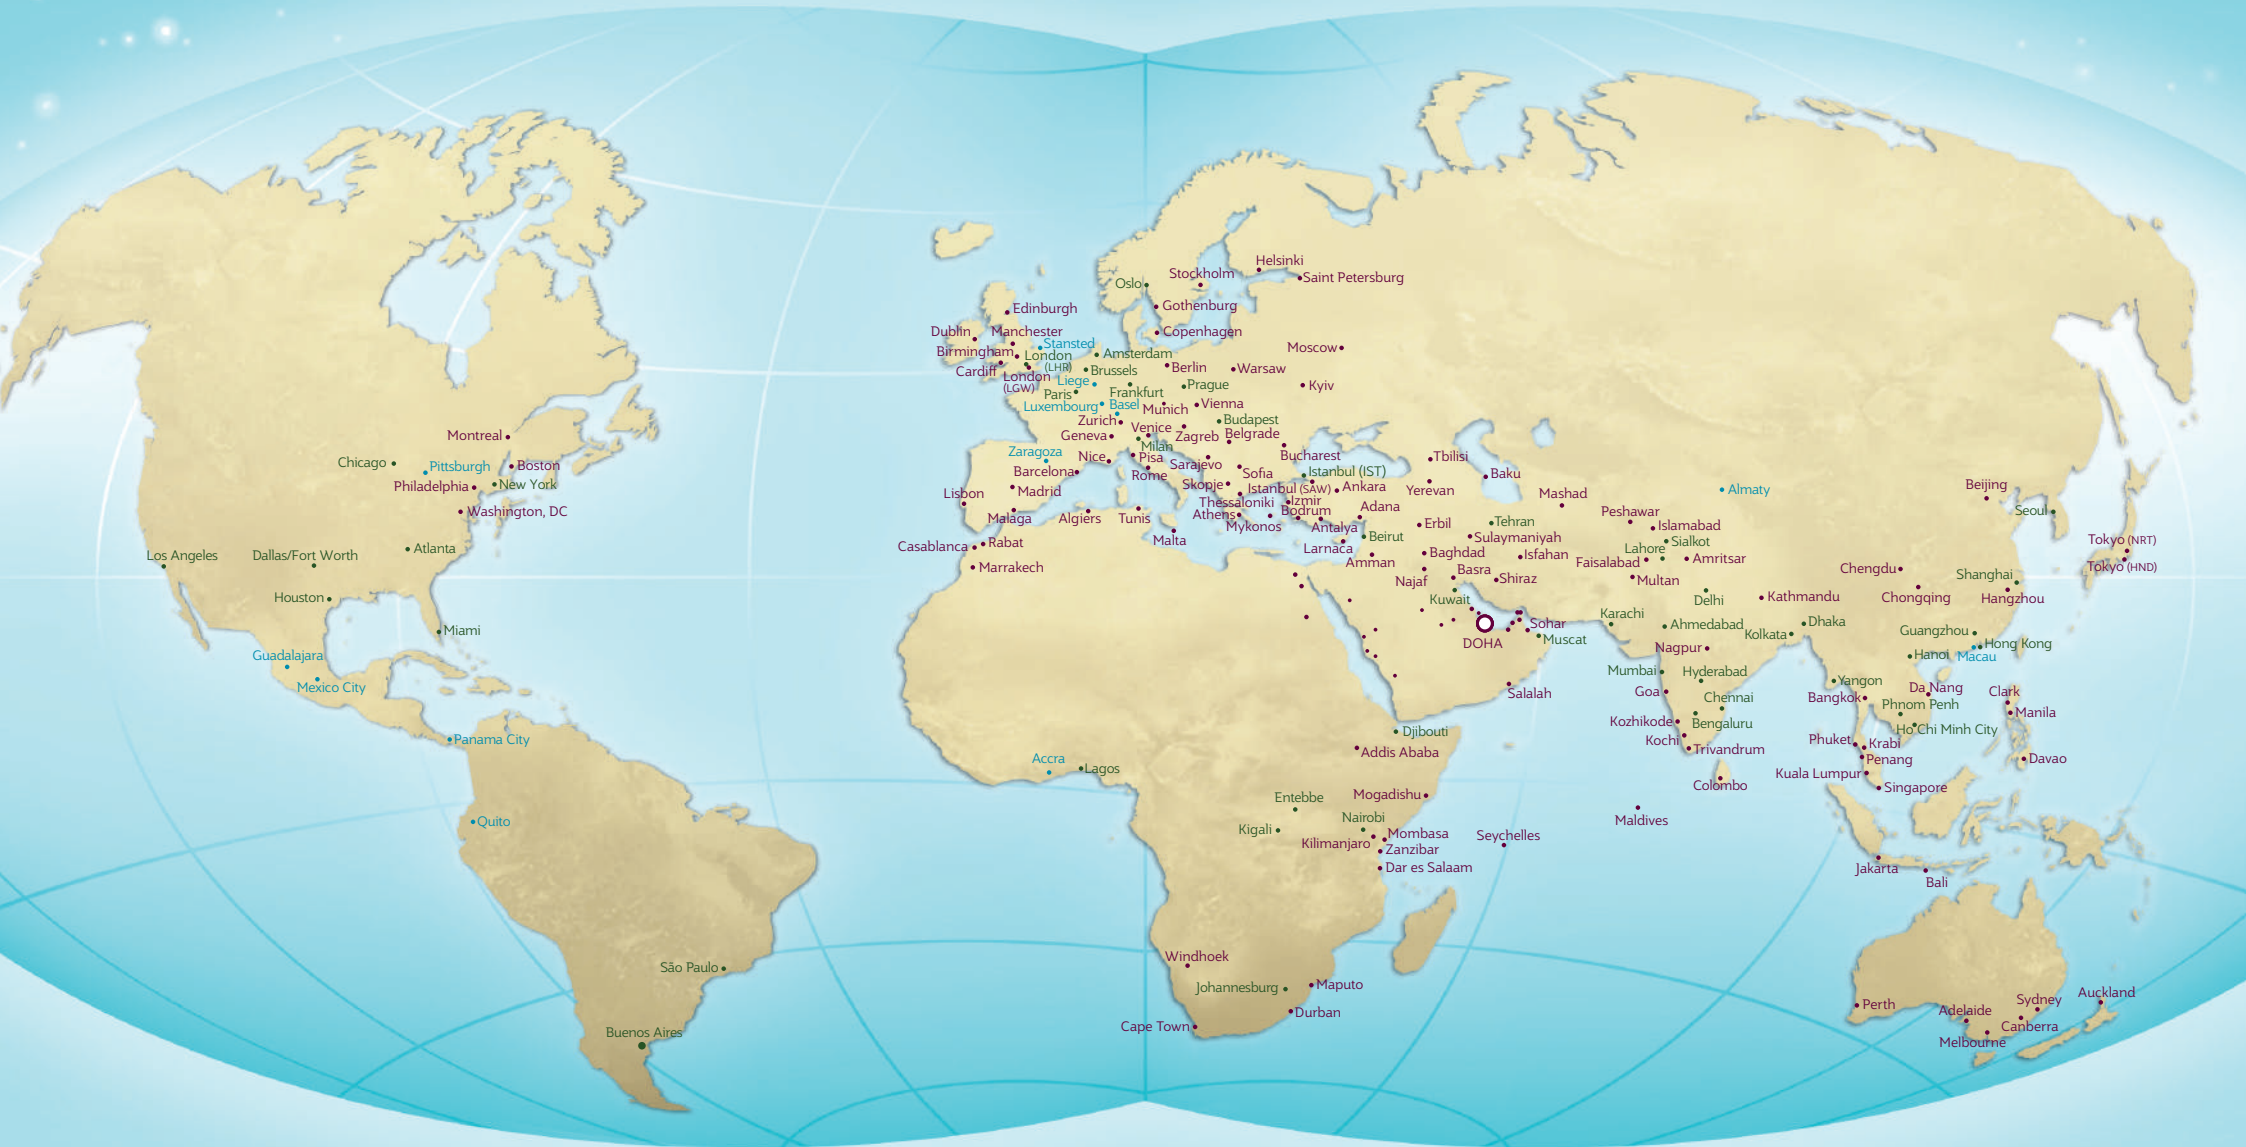 Helsinki
Stockholm
Saint Petersburg
Oslo
Gothenburg
Edinburgh
Dublin
Manchester
Copenhagen
Stansted
Birmingham
London
(LHR)
Amsterdam
Moscow
Cardiff
London
(LGW)
Brussels
Berlin
Warsaw
Liege
Paris
Frankfurt
Prague
Kyiv
Luxembourg
Basel
Munich
Vienna
Zurich
Venice
Budapest
Geneva
Zagreb
Belgrade
Milan
Zaragoza
Nice
Pisa
Sarajevo
Bucharest
Barcelona
Rome
Sofia
Istanbul (IST)
Skopje
Istanbul (SAW)
Ankara
Lisbon
Madrid
Thessaloniki
Izmir
Adana
Malaga
Algiers
Tunis
Athens
Mykonos
Bodrum
Antalya
Malta
Larnaca
Beirut
Casablanca
Rabat
Marrakech
Amman
Montreal
Chicago
Pittsburgh
Boston
Philadelphia
New York
Washington, DC
Los Angeles
Dallas/Fort Worth
Atlanta
Houston
Miami
Guadalajara
Mexico City
Panama City
Quito
São Paulo
Buenos Aires
Tbilisi
Baku
Yerevan
Mashad
Almaty
Beijing
Erbil
Tehran
Peshawar
Islamabad
Seoul
Sulaymaniyah
Sialkot
Lahore
Baghdad
Isfahan
Faisalabad
Amritsar
Tokyo (NRT)
Tokyo (HND)
Najaf
Basra
Shiraz
Multan
Chengdu
Shanghai
Kuwait
Delhi
Kathmandu
Chongqing
Hangzhou
Karachi
DOHA
Sohar
Muscat
Ahmedabad
Dhaka
Kolkata
Guangzhou
Hong Kong
Macau
Nagpur
Hanoi
Mumbai
Hyderabad
Yangon
Salalah
Goa
Chennai
Bangkok
Da Nang
Clark
Phnom Penh
Manila
Kozhikode
Bengaluru
Ho Chi Minh City
Kochi
Trivandrum
Phuket
Krabi
Penang
Davao
Colombo
Kuala Lumpur
Singapore
Maldives
Jakarta
Bali
Djibouti
Addis Ababa
Accra
Lagos
Entebbe
Mogadishu
Kigali
Nairobi
Mombasa
Kilimanjaro
Zanzibar
Seychelles
Dar es Salaam
Windhoek
Johannesburg
Maputo
Durban
Cape Town
Perth
Adelaide
Sydney
Auckland
Canberra
Melbourne